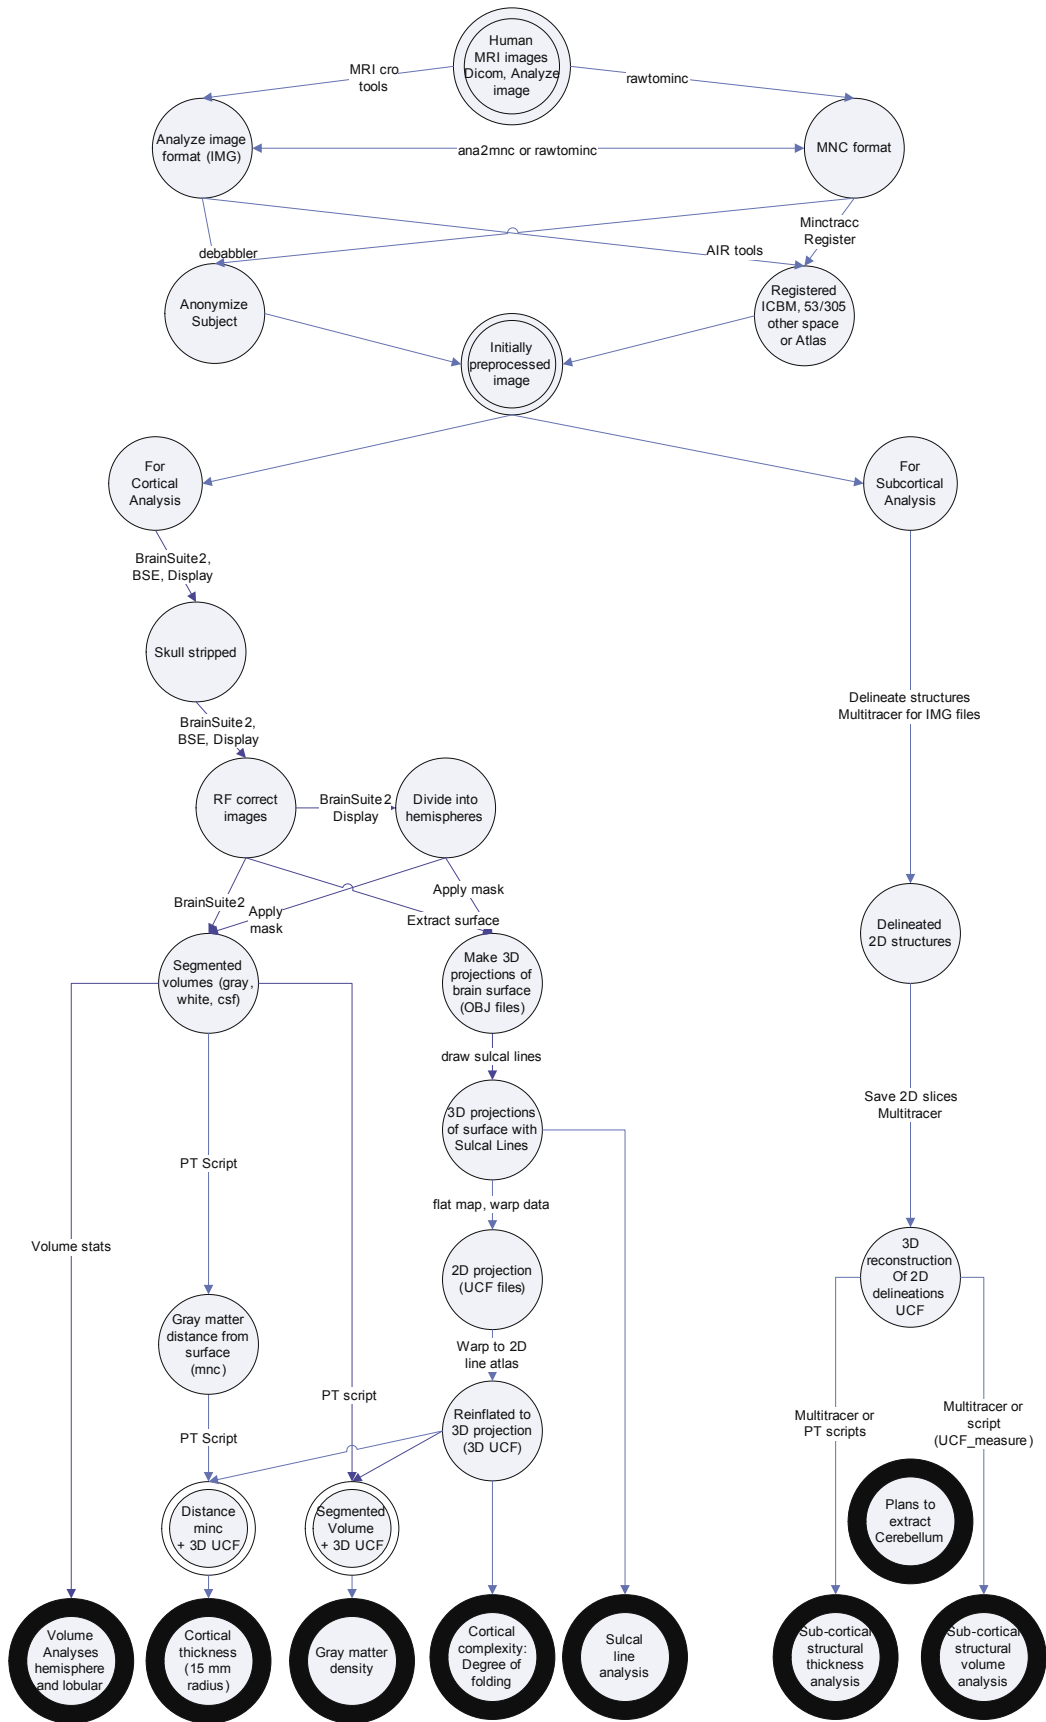 Human
MRI images
Dicom, Analyze
image
MRI cro
tools
rawtominc
Analyze image
format (IMG)
ana2mnc or rawtominc
MNC format
debabbler
AIR tools
Minctracc
Register
Anonymize
Subject
Registered
ICBM, 53/305
other space
or Atlas
Initially
preprocessed
image
For
Cortical
Analysis
For
Subcortical
Analysis
BrainSuite2,
BSE, Display
Skull stripped
BrainSuite2,
BSE, Display
Delineate structures
Multitracer for IMG files
RF correct
images
BrainSuite2
Display
Divide into
hemispheres
BrainSuite2
Apply
mask
Apply mask
Extract surface
Segmented
volumes (gray,
white, csf)
Make 3D
projections of
brain surface
(OBJ files)
Delineated
2D structures
draw sulcal lines
3D projections
of surface with
Sulcal Lines
Save 2D slices
Multitracer
PT Script
flat map, warp data
Volume stats
2D projection
(UCF files)
3D
reconstruction
Of 2D
delineations
UCF
Gray matter
distance from
surface
(mnc)
Warp to 2D
line atlas
PT script
PT Script
Reinflated to
3D projection
(3D UCF)
Multitracer or
PT scripts
Multitracer or
script
(UCF_measure)
Distance
minc
+ 3D UCF
Segmented
Volume
+ 3D UCF
Plans to
extract
Cerebellum
Volume
Analyses
hemisphere
and lobular
Cortical
thickness
(15 mm
radius)
Gray matter
density
Cortical
complexity:
Degree of
folding
Sulcal
line
analysis
Sub-cortical
structural
thickness
analysis
Sub-cortical
structural
volume
analysis